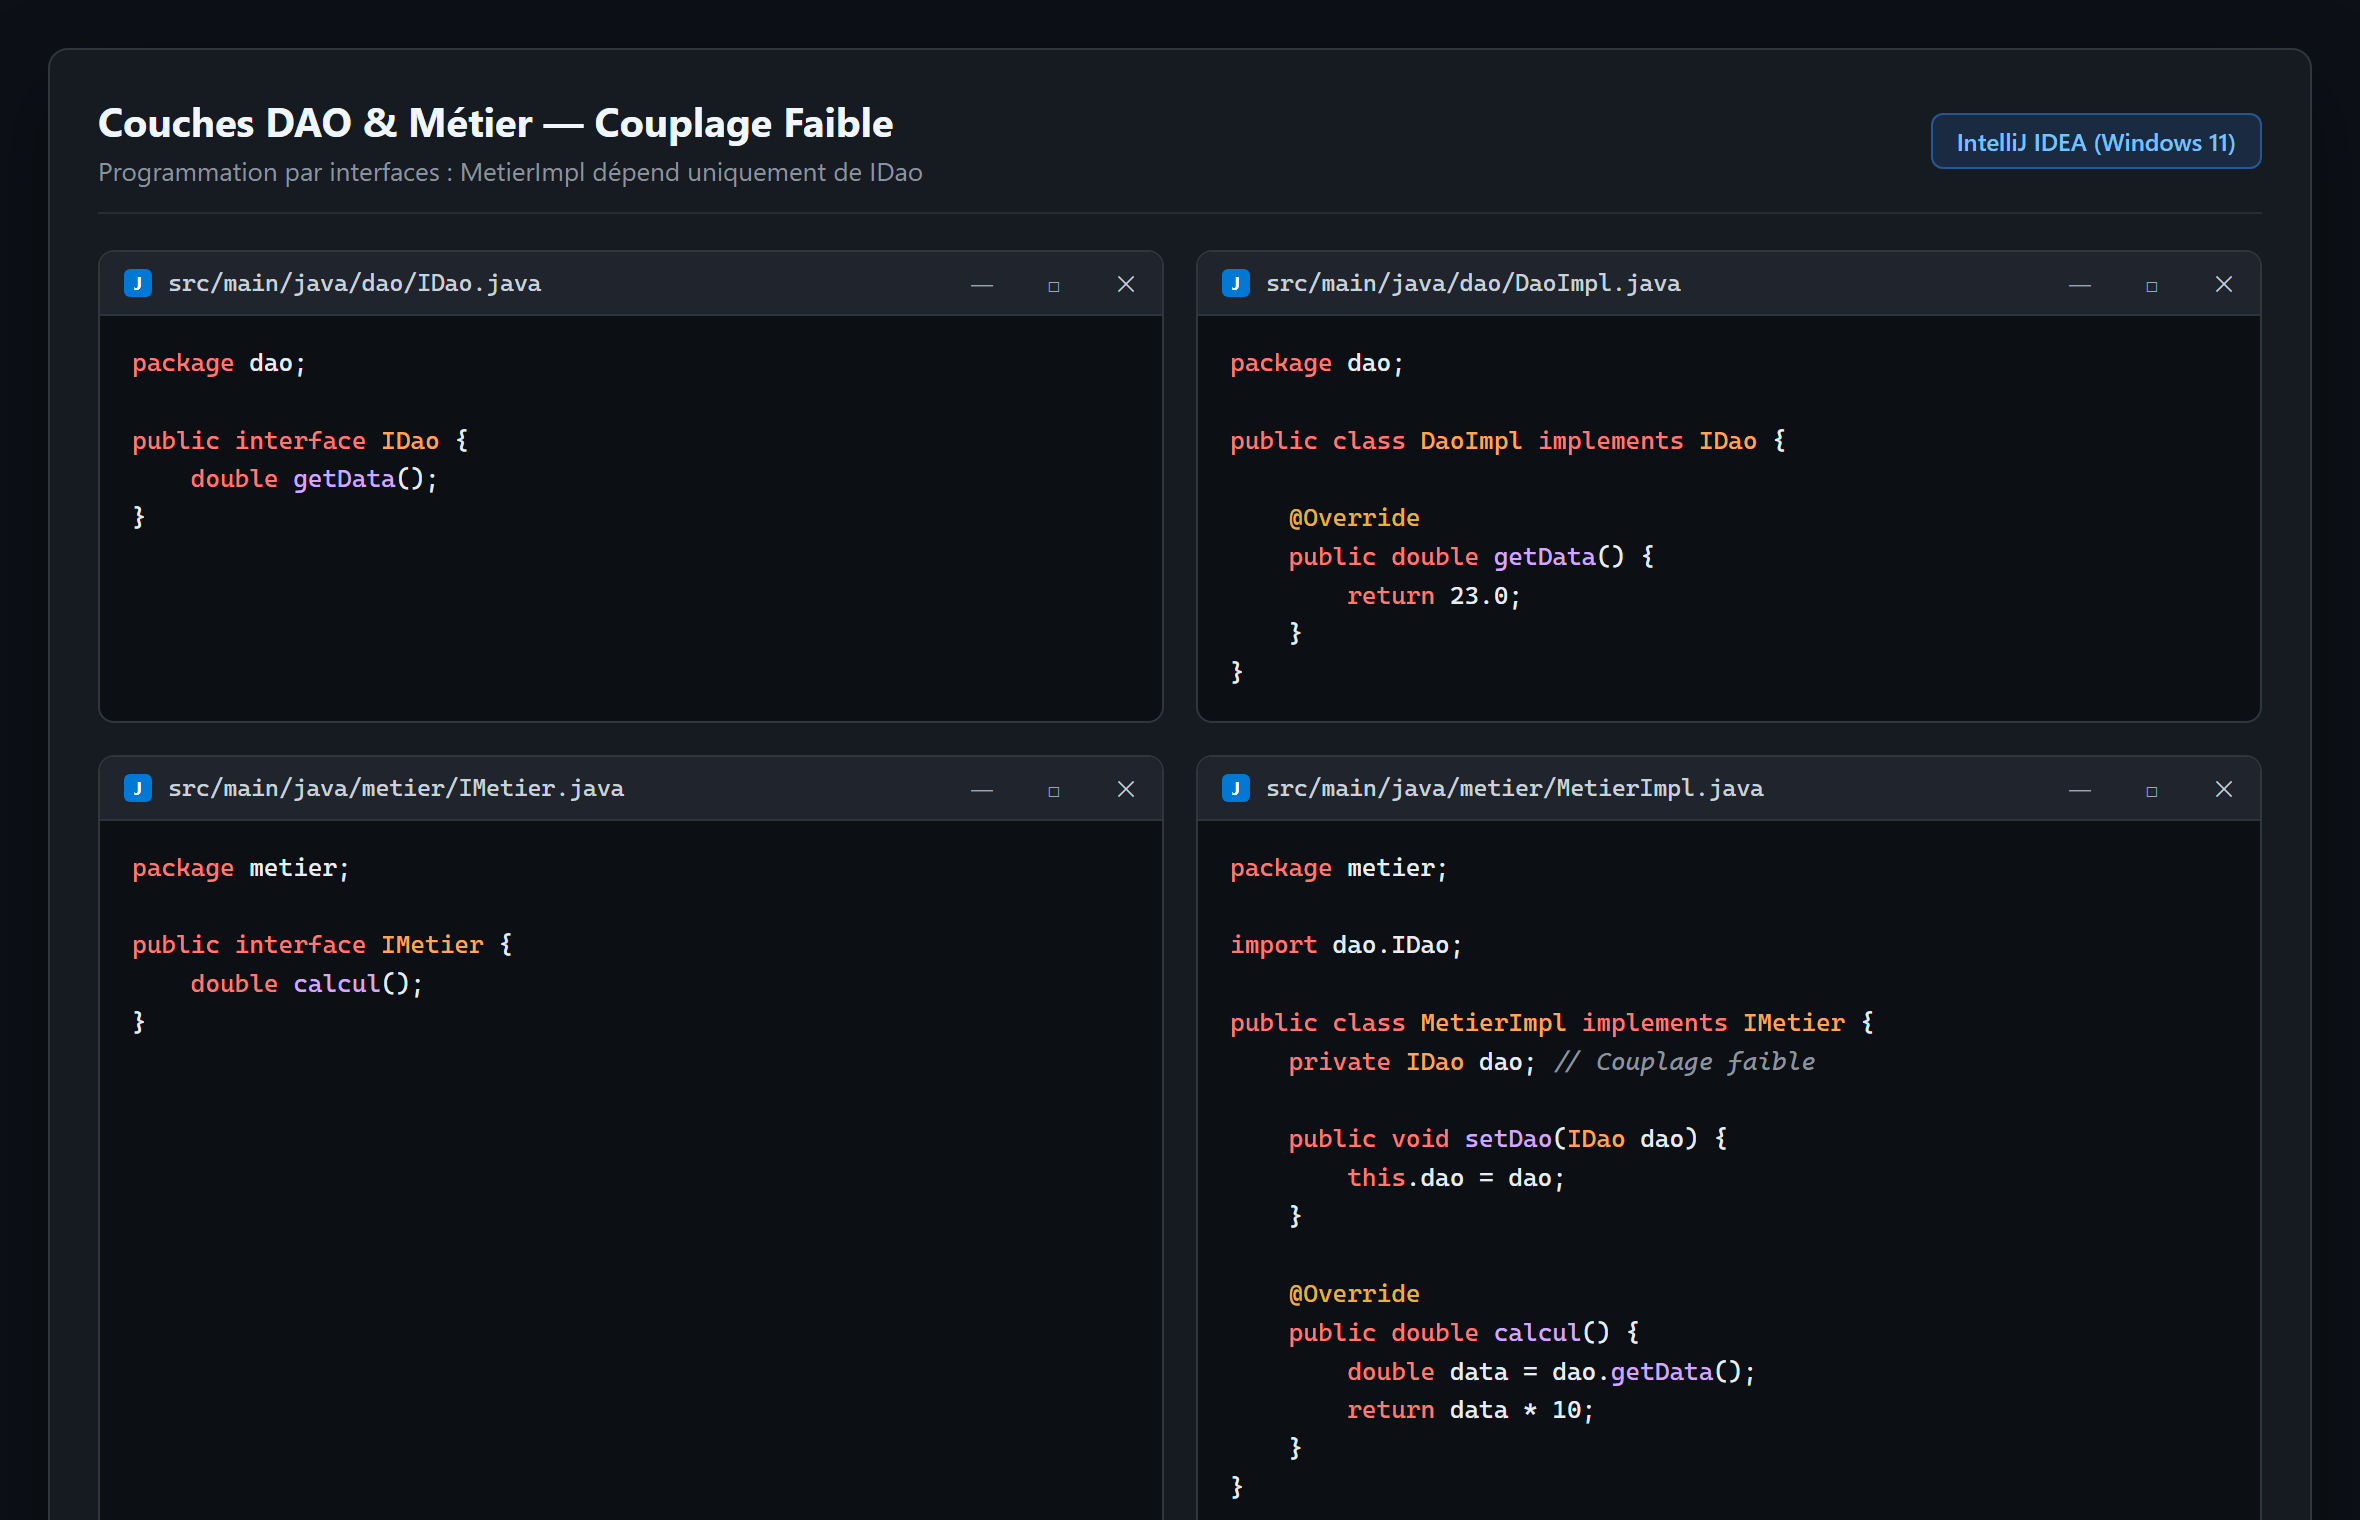 Couches DAO & Métier — Couplage Faible
Programmation par interfaces : MetierImpl dépend uniquement de IDao
IntelliJ IDEA (Windows 11)
J src/main/java/dao/IDao.java
package dao;
public interface IDao {
    double getData();
}
J src/main/java/dao/DaoImpl.java
package dao;
public class DaoImpl implements IDao {
    @Override
    public double getData() {
        return 23.0;
    }
}
J src/main/java/metier/IMetier.java
package metier;
public interface IMetier {
    double calcul();
}
J src/main/java/metier/MetierImpl.java
package metier;
import dao.IDao;
public class MetierImpl implements IMetier {
    private IDao dao; // Couplage faible
    public void setDao(IDao dao) {
        this.dao = dao;
    }
    @Override
    public double calcul() {
        double data = dao.getData();
        return data * 10;
    }
}